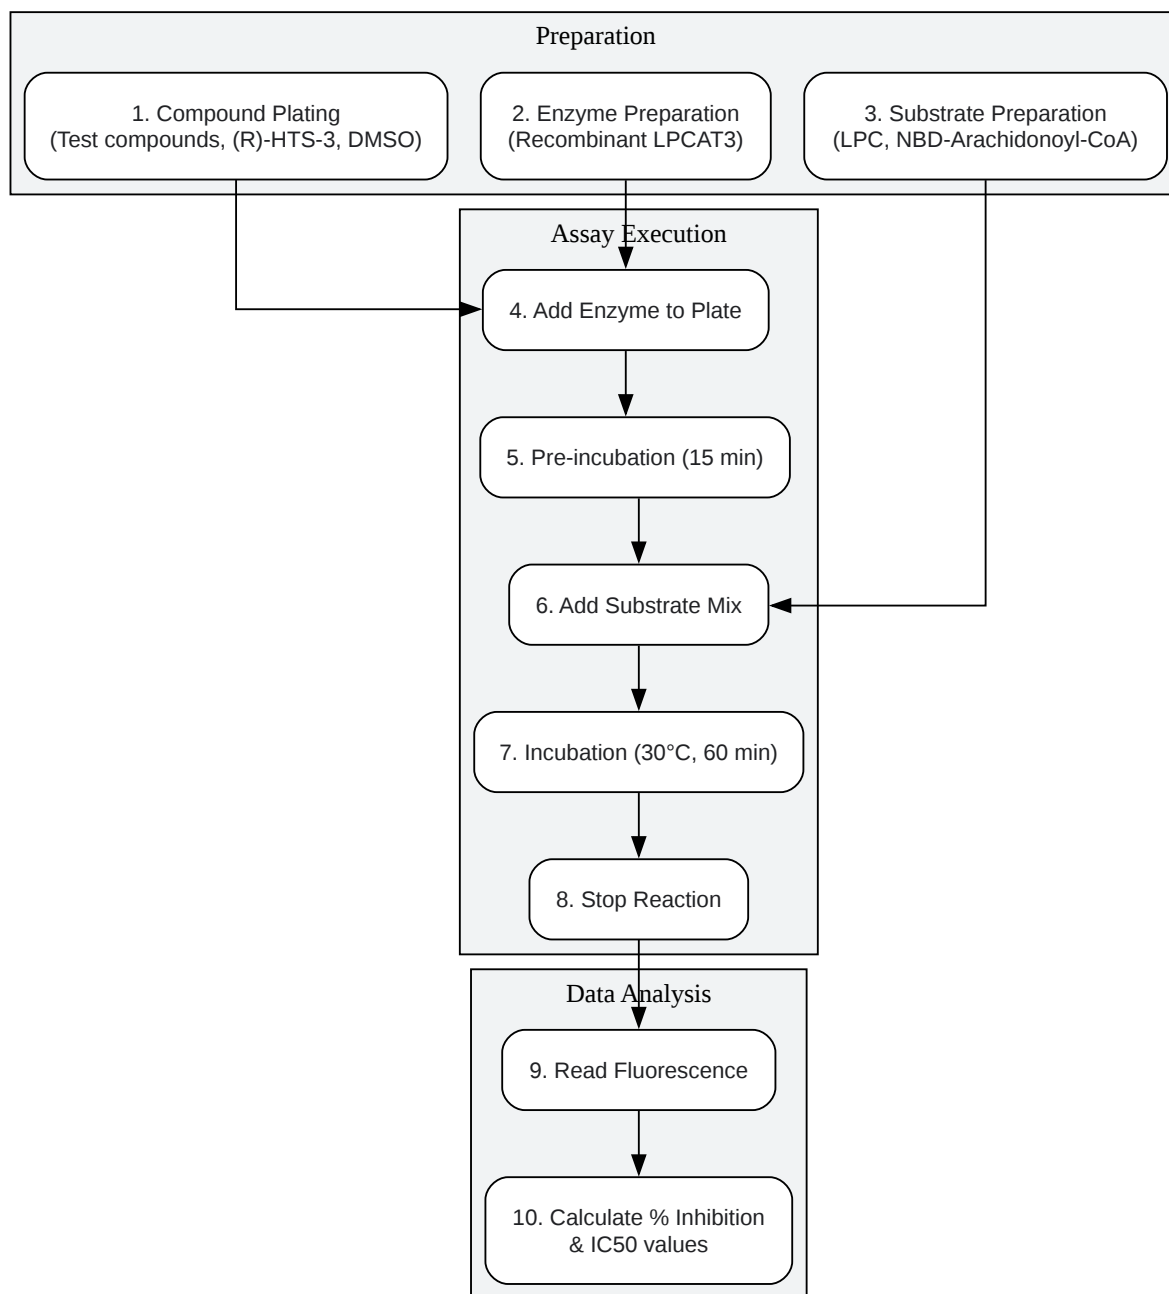 Preparation
1. Compound Plating
(Test compounds, (R)-HTS-3, DMSO)
2. Enzyme Preparation
(Recombinant LPCAT3)
3. Substrate Preparation
(LPC, NBD-Arachidonoyl-CoA)
Assay Execution
4. Add Enzyme to Plate
5. Pre-incubation (15 min)
6. Add Substrate Mix
7. Incubation (30°C, 60 min)
8. Stop Reaction
Data Analysis
9. Read Fluorescence
10. Calculate % Inhibition
& IC50 values